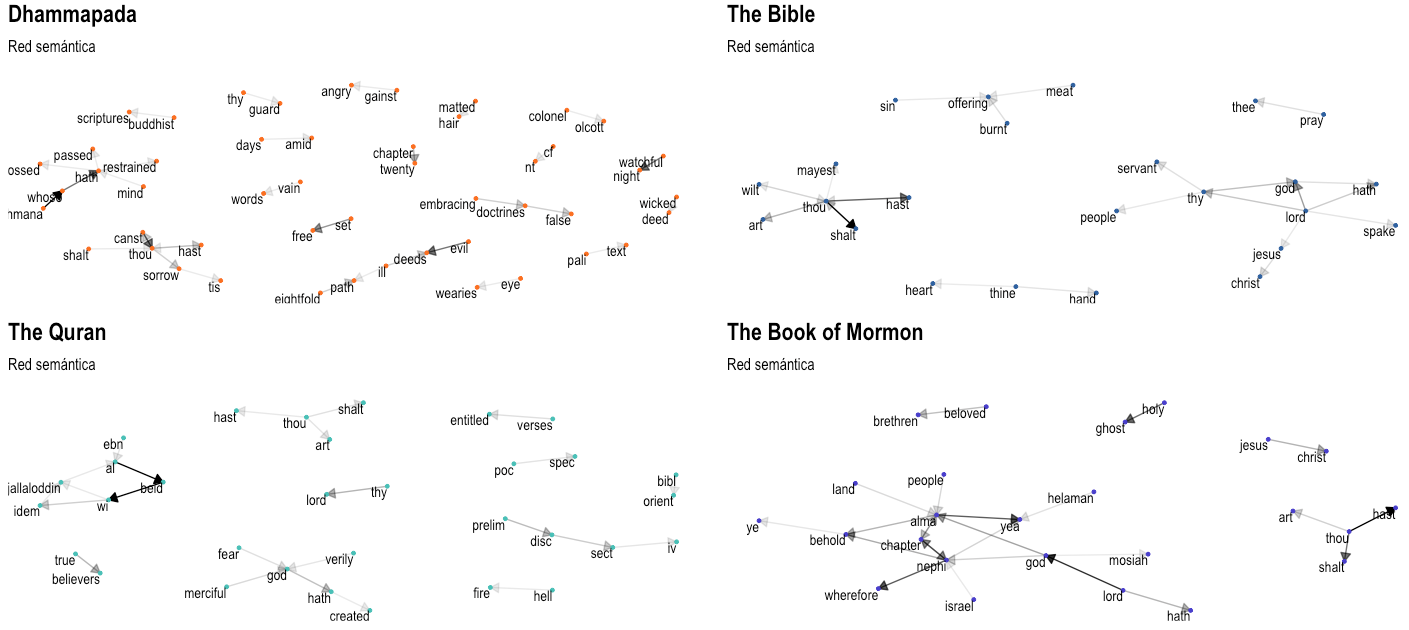 Dhammapada
Red semántica
scriptures
buddhist
thy
guard
angry
gainst
matted
hair
colonel
olcott
passed
ossed
hath
restrained
whoso
mind
hmana
days
amid
chapter
twenty
cf
nt
watchful
night
words
vain
embracing
doctrines
false
wicked
deed
free
set
canst
shalt
thou
hast
sorrow
tis
evil
deeds
ill
path
eightfold
pali
text
wearies
eye
The Bible
Red semántica
sin
offering
meat
burnt
thee
pray
mayest
wilt
thou
hast
art
shalt
servant
god
hath
thy
people
lord
spake
jesus
christ
heart
thine
hand
The Quran
Red semántica
hast
thou
shalt
art
entitled
verses
ebn
al
jallaloddin
beid
idem
wi
poc
spec
bibl
orient
lord
thy
prelim
disc
sect
iv
true
believers
fear
verily
god
merciful
hath
created
fire
hell
The Book of Mormon
Red semántica
brethren
beloved
holy
ghost
jesus
christ
land
people
helaman
alma
yea
ye
behold
chapter
nephi
god
mosiah
wherefore
israel
lord
hath
art
hast
thou
shalt